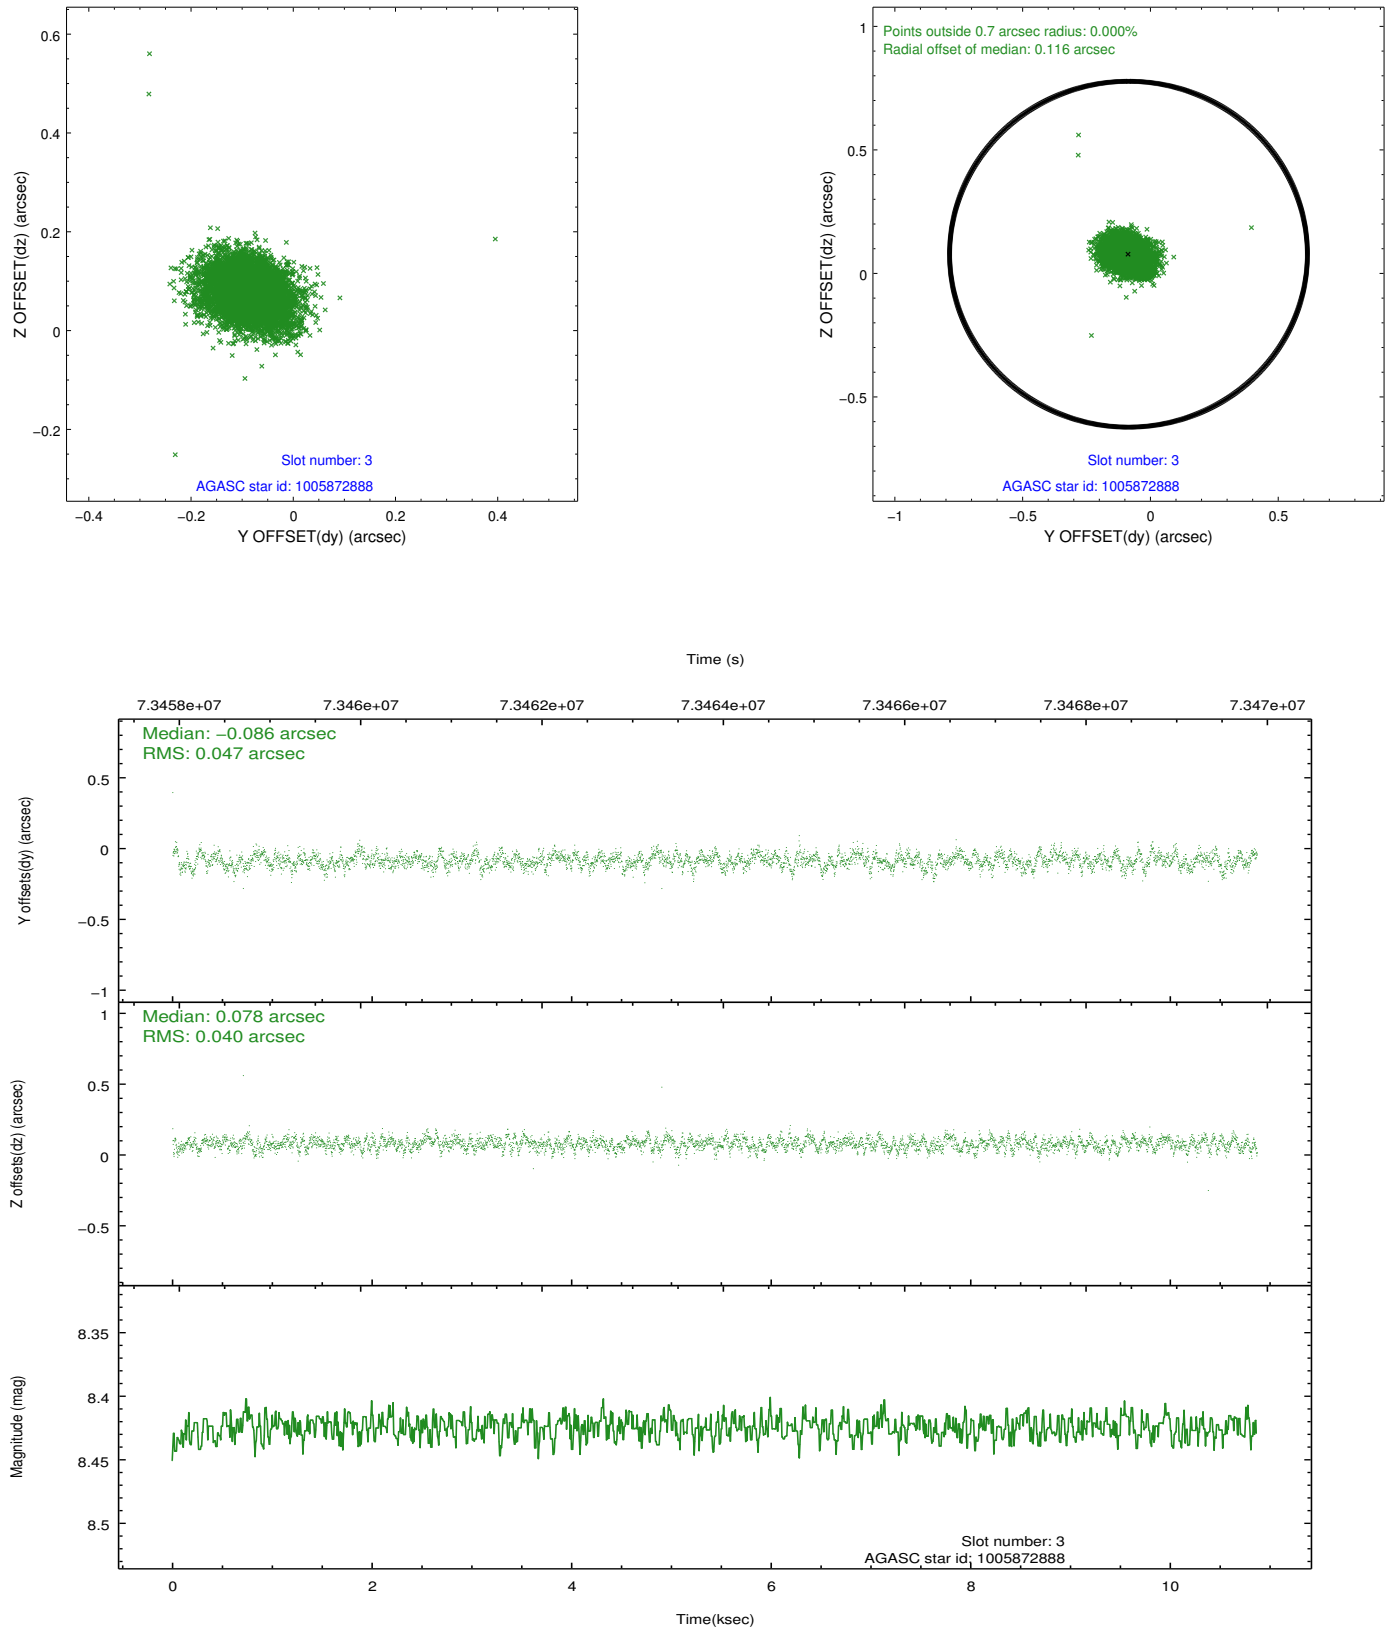 0.6
0.4
0.2
0
−0.2
−0.4
−0.2
0
0.2
0.4
Z OFFSET(dz) (arcsec)
Y OFFSET(dy) (arcsec)
Slot number: 3
AGASC star id: 1005872888
Points outside 0.7 arcsec radius: 0.000%
Radial offset of median: 0.116 arcsec
1
0.5
0
−0.5
−1
−0.5
0
0.5
Z OFFSET(dz) (arcsec)
Y OFFSET(dy) (arcsec)
Slot number: 3
AGASC star id: 1005872888
Time (s)
7.3458e+07
7.346e+07
7.3462e+07
7.3464e+07
7.3466e+07
7.3468e+07
7.347e+07
Median: −0.086 arcsec
RMS: 0.047 arcsec
0.5
0
−0.5
−1
Y offsets(dy) (arcsec)
Median: 0.078 arcsec
RMS: 0.040 arcsec
1
0.5
0
−0.5
Z offsets(dz) (arcsec)
8.35
8.4
8.45
8.5
Magnitude (mag)
Slot number: 3
AGASC star id: 1005872888
0
2
4
6
8
10
Time(ksec)